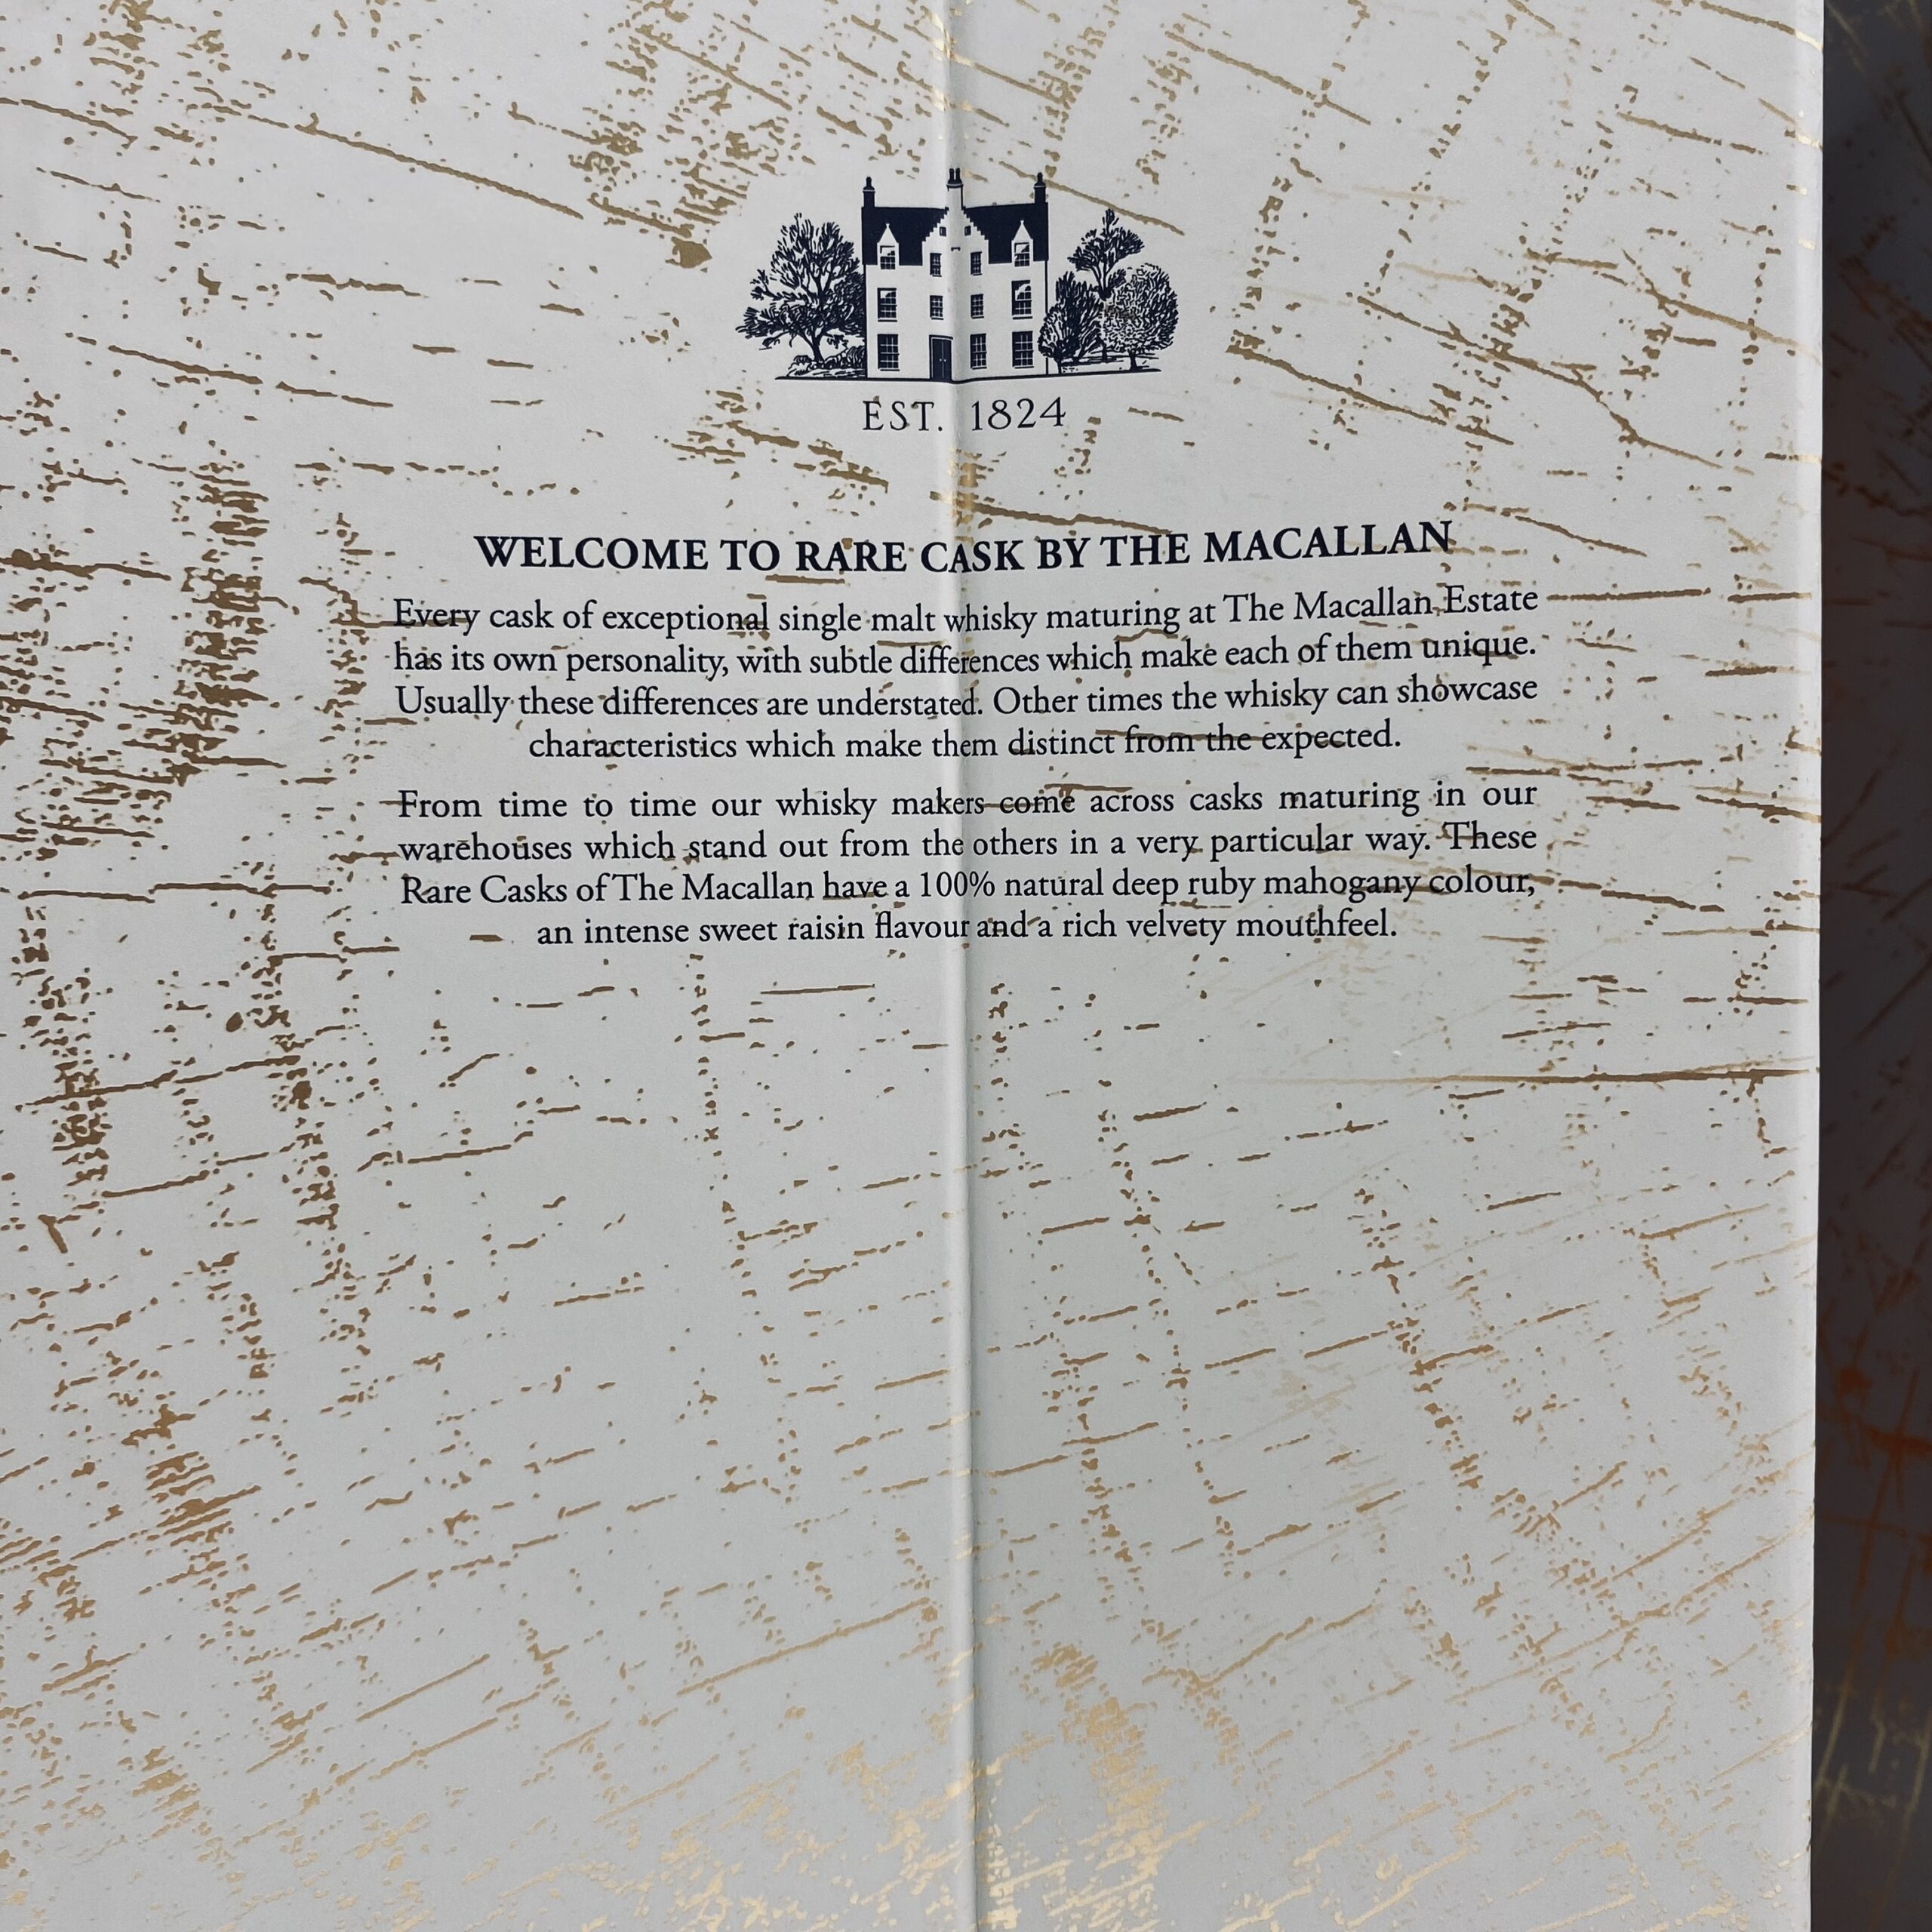 EST. 1824
WELCOME TO RARE CASK BY THE MACALLAN
Every cask of exceptional single malt whisky maturing at The Macallan Estate
has its own personality, with subtle differences which make each of them unique.
Usually these differences are understated. Other times the whisky can showcase
characteristics which make them distinct from the expected.
From time to time our whisky makers come across casks maturing in our
warehouses which stand out from the others in a very particular way. These
Rare Casks of The Macallan have a 100% natural deep ruby mahogany colour,
an intense sweet raisin flavour and a rich velvety mouthfeel.